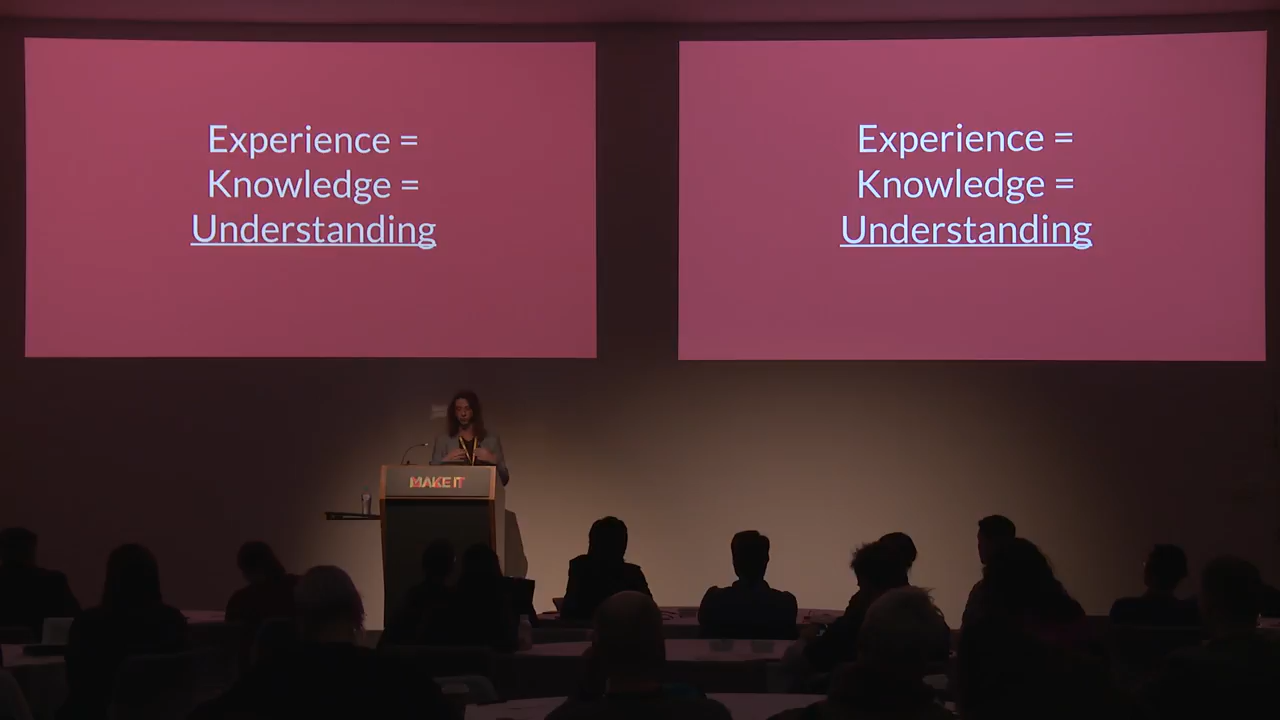 Experience =
Knowledge =
Understanding
Experience =
Knowledge =
Understanding
MAKE IT